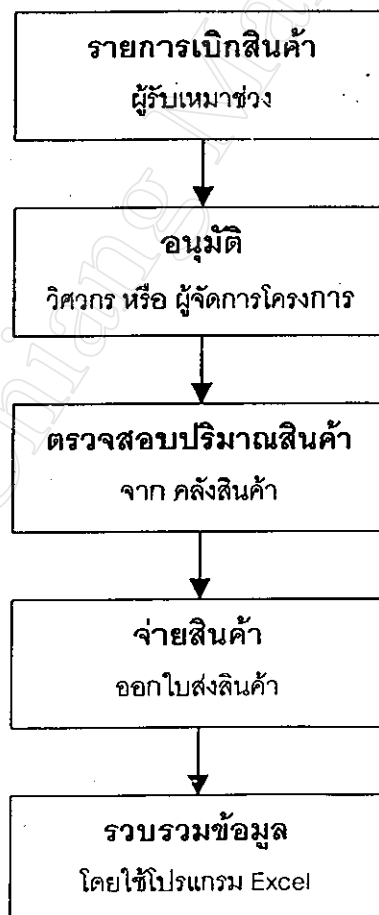 รายการเบิกสินค้า
ผู้รับเหมาช่วง
อนุมัติ
วิศวกร หรือ ผู้จัดการโครงการ
ตรวจสอบปริมาณสินค้า
จาก คลังสินค้า
จ่ายสินค้า
ออกใบส่งสินค้า
รวบรวมข้อมูล
โดยใช้โปรแกรม Excel